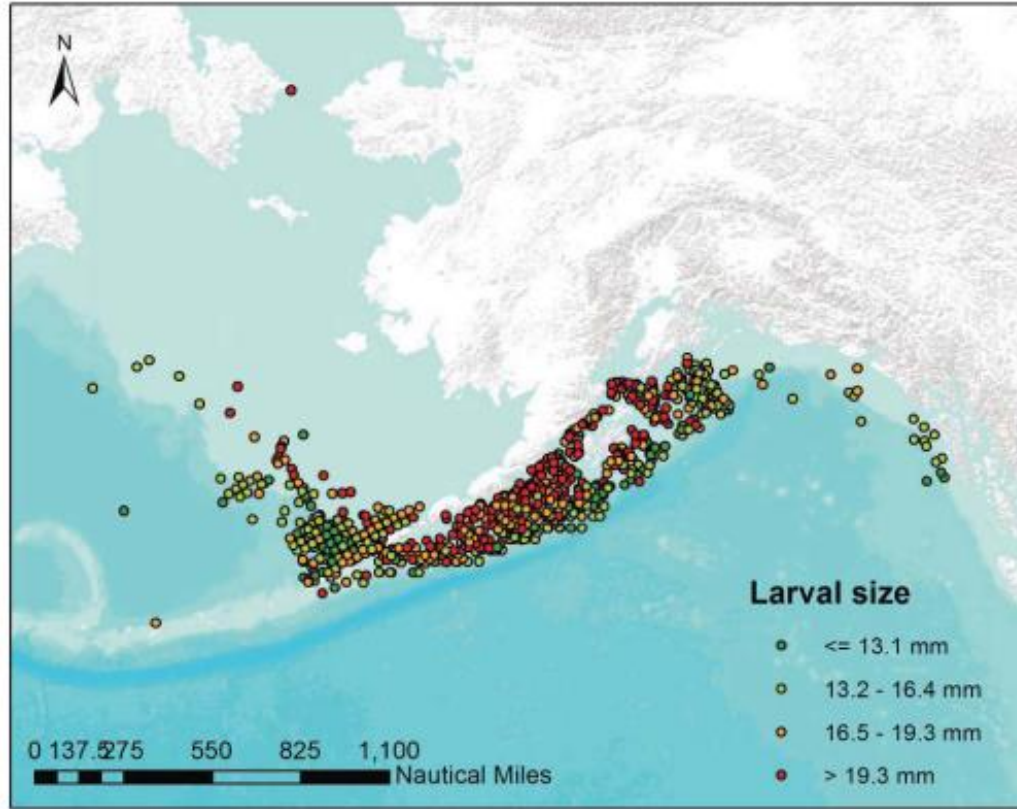 N
Larval size
<= 13.1 mm
13.2 - 16.4 mm
16.5 - 19.3 mm
> 19.3 mm
0 137.5 275 550 825 1,100
Nautical Miles